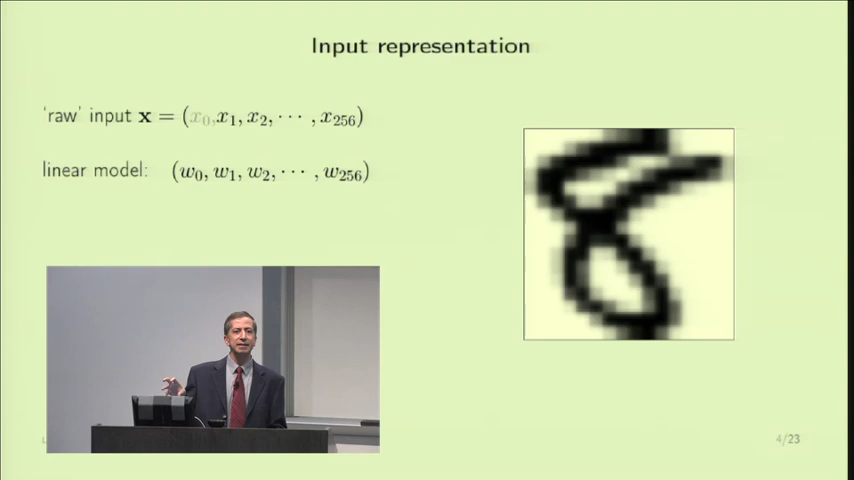 Input representation
'raw' input x = (x₀,x₁, x₂, ··· , x₂₅₆)
linear model: (w₀, w₁, w₂, ··· , w₂₅₆)
4/23